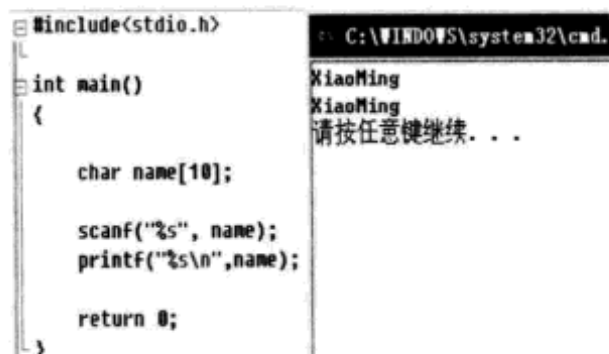 #include<stdio.h>
int main()
{
char name[10];
scanf("%s", name);
printf("%s\n",name);
return 0;
}
C:\WINDOWS\system32\cmd.
XiaoMing
XiaoMing
请按任意键继续. . .